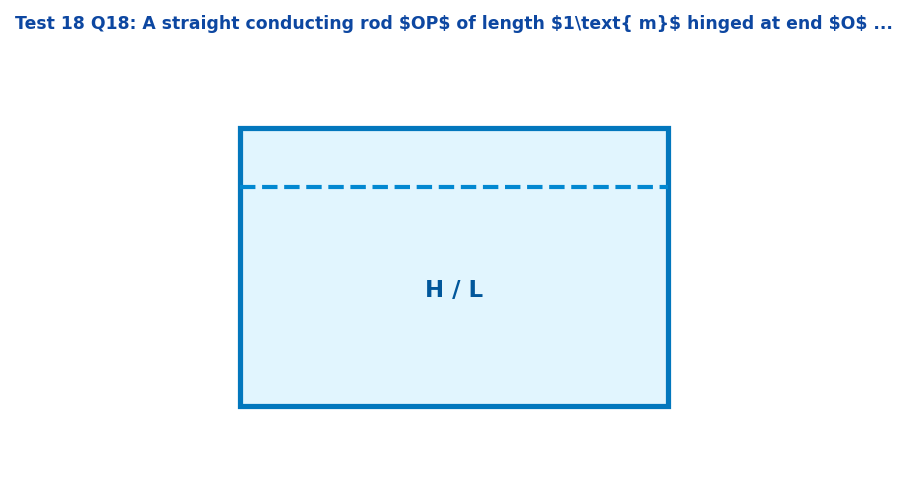 Test 18 Q18: A straight conducting rod $OP$ of length $1\text{ m}$ hinged at end $O$ ...
H / L